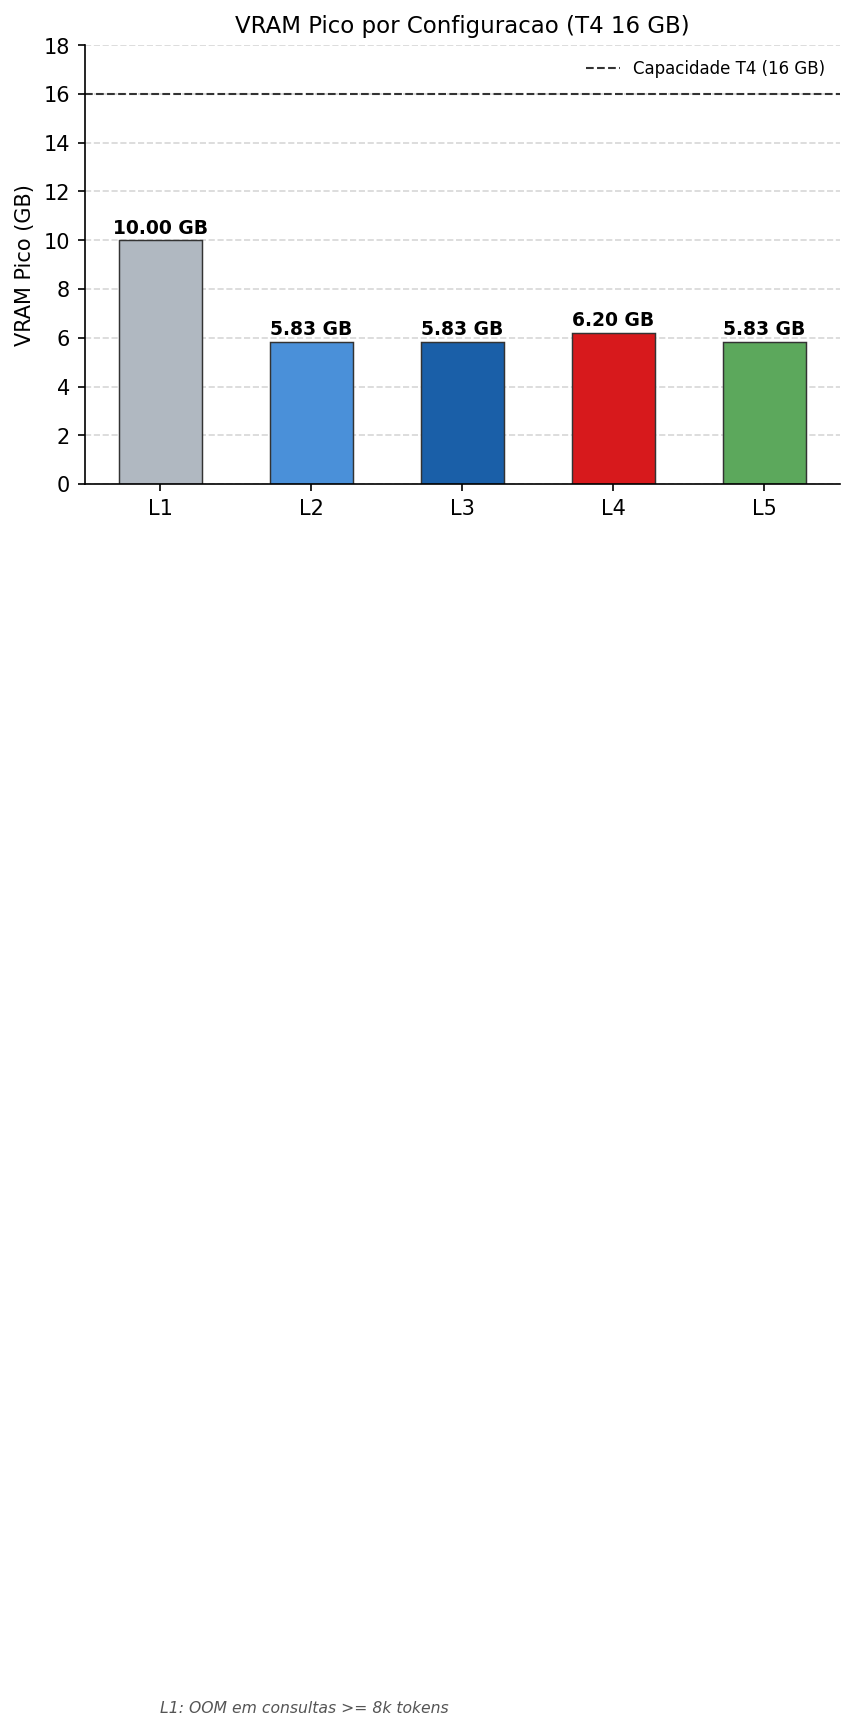 VRAM Pico por Configuracao (T4 16 GB)
Capacidade T4 (16 GB)
VRAM Pico (GB)
18
16
14
12
10
8
6
4
2
0
10.00 GB
5.83 GB
5.83 GB
6.20 GB
5.83 GB
L1
L2
L3
L4
L5
L1: OOM em consultas >= 8k tokens